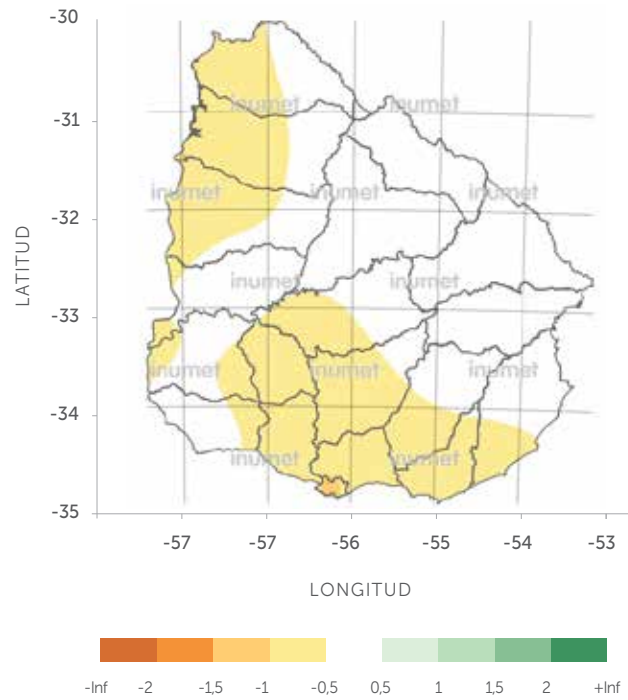 -30
inumet inumet
-31
inumet inumet inumet
-32
LATITUD
inumet inumet
-33
inumet inumet inumet
-34
inumet inumet
-35
-57 -57 -56 -55 -54 -53
LONGITUD
-Inf -2 -1,5 -1 -0,5 0,5 1 1,5 2 +Inf